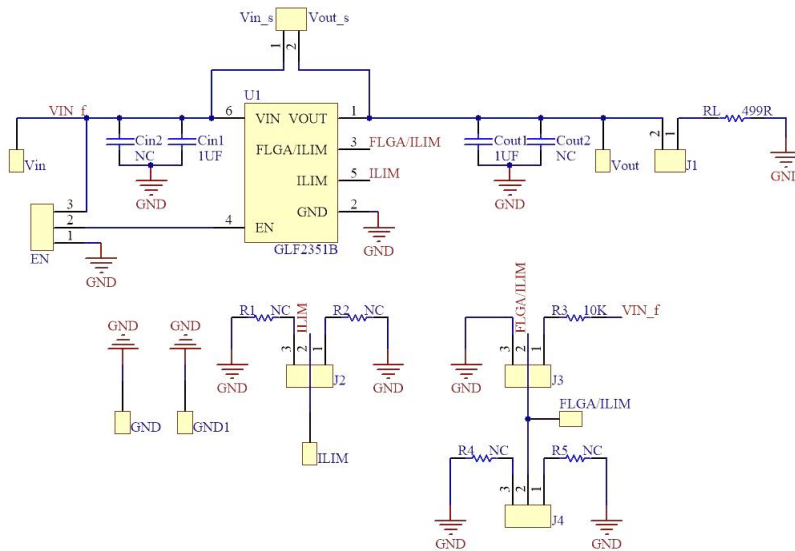 Vin_s Vout_s
1 2
U1
VIN_f
6 VIN VOUT 1
Cin2 NC
Cin1 1UF
FLGA/ILIM 3 FLGA/ILIM
ILIM 5 ILIM
GND 2
4 EN
GLF2351B
Vin
GND
3
2
1
EN
GND
GND
Cout1 1UF
Cout2 NC
GND
Vout
2 1
J1
RL 499R
GND
GND
GND
GND
GND1
R1 NC
ILIM
R2 NC
3 2 1
J2
GND
GND
ILIM
FLGA/ILIM
R3 10K VIN_f
3 2 1
J3
GND
FLGA/ILIM
R4 NC
R5 NC
3 2 1
J4
GND
GND